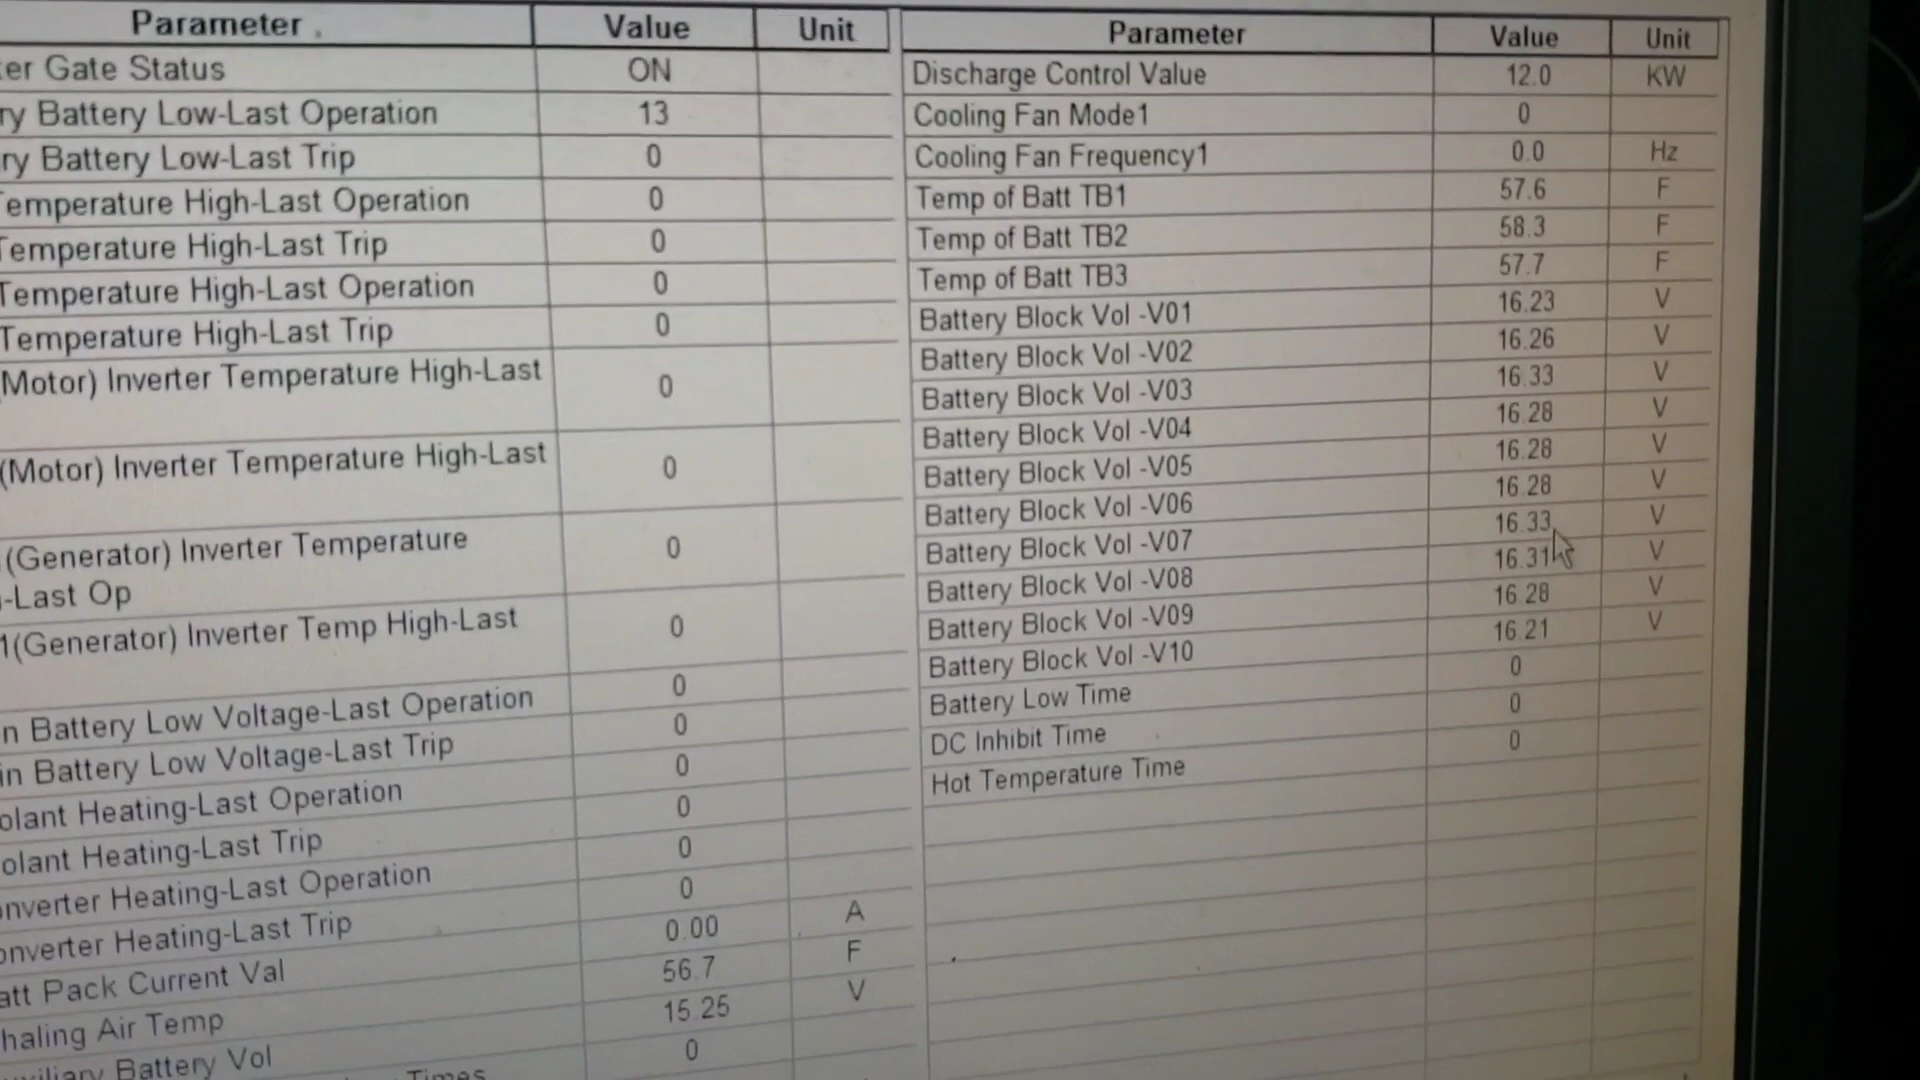 Parameter Value Unit
er Gate Status ON
ry Battery Low-Last Operation 13
ry Battery Low-Last Trip 0
Temperature High-Last Operation 0
Temperature High-Last Trip 0
Temperature High-Last Operation 0
Temperature High-Last Trip 0
(Motor) Inverter Temperature High-Last 0
(Motor) Inverter Temperature High-Last 0
(Generator) Inverter Temperature 0
-Last Op
1(Generator) Inverter Temp High-Last 0
n Battery Low Voltage-Last Operation 0
in Battery Low Voltage-Last Trip 0
olant Heating-Last Operation 0
olant Heating-Last Trip 0
onverter Heating-Last Operation 0
onverter Heating-Last Trip 0
att Pack Current Val 0.00 A
haling Air Temp 56.7 F
xiliary Battery Vol 15.25 V
Times 0
Parameter Value Unit
Discharge Control Value 12.0 KW
Cooling Fan Mode1 0
Cooling Fan Frequency1 0.0 Hz
Temp of Batt TB1 57.6 F
Temp of Batt TB2 58.3 F
Temp of Batt TB3 57.7 F
Battery Block Vol -V01 16.23 V
Battery Block Vol -V02 16.26 V
Battery Block Vol -V03 16.33 V
Battery Block Vol -V04 16.28 V
Battery Block Vol -V05 16.28 V
Battery Block Vol -V06 16.28 V
Battery Block Vol -V07 16.33 V
Battery Block Vol -V08 16.31 V
Battery Block Vol -V09 16.28 V
Battery Block Vol -V10 16.21 V
Battery Low Time 0
DC Inhibit Time 0
Hot Temperature Time 0